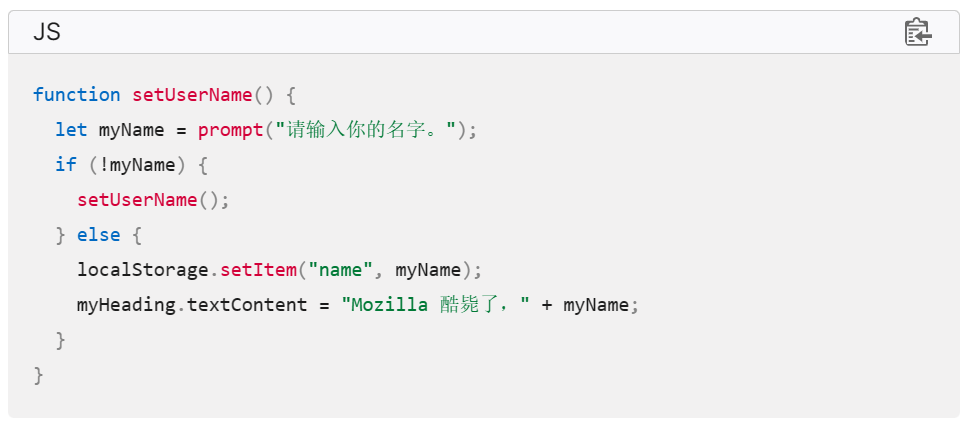 JS
function setUserName() {
  let myName = prompt("请输入你的名字。");
  if (!myName) {
    setUserName();
  } else {
    localStorage.setItem("name", myName);
    myHeading.textContent = "Mozilla 酷毙了，" + myName;
  }
}